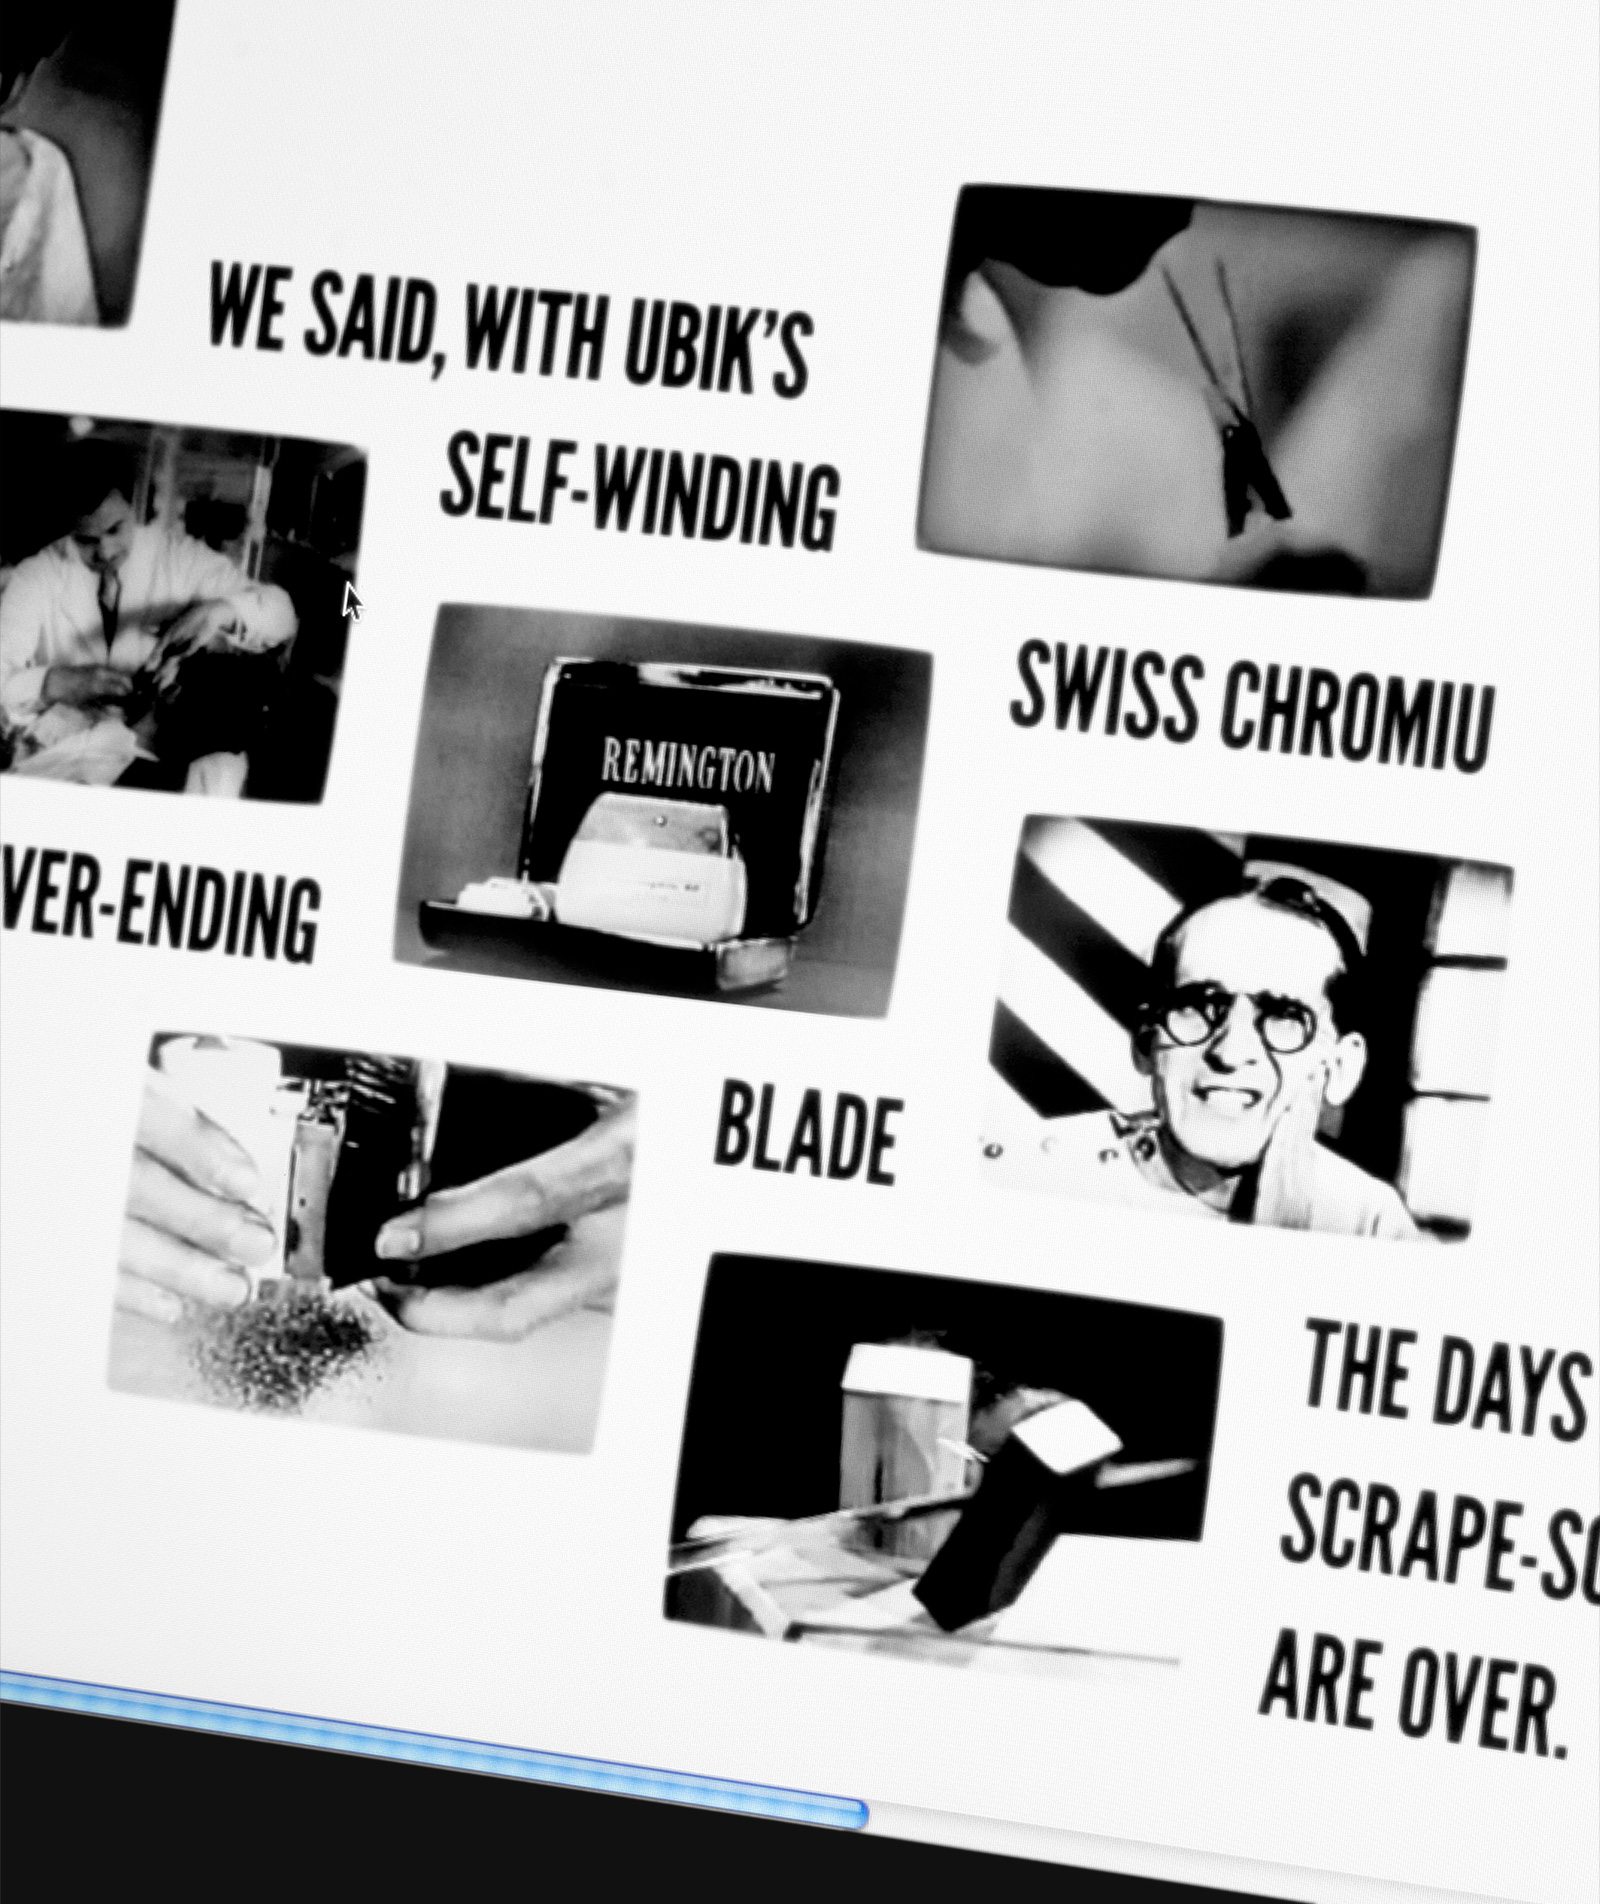 WE SAID, WITH UBIK'S
SELF-WINDING
SWISS CHROMIU
REMINGTON
VER-ENDING
BLADE
THE DAYS
SCRAPE-SC
ARE OVER.